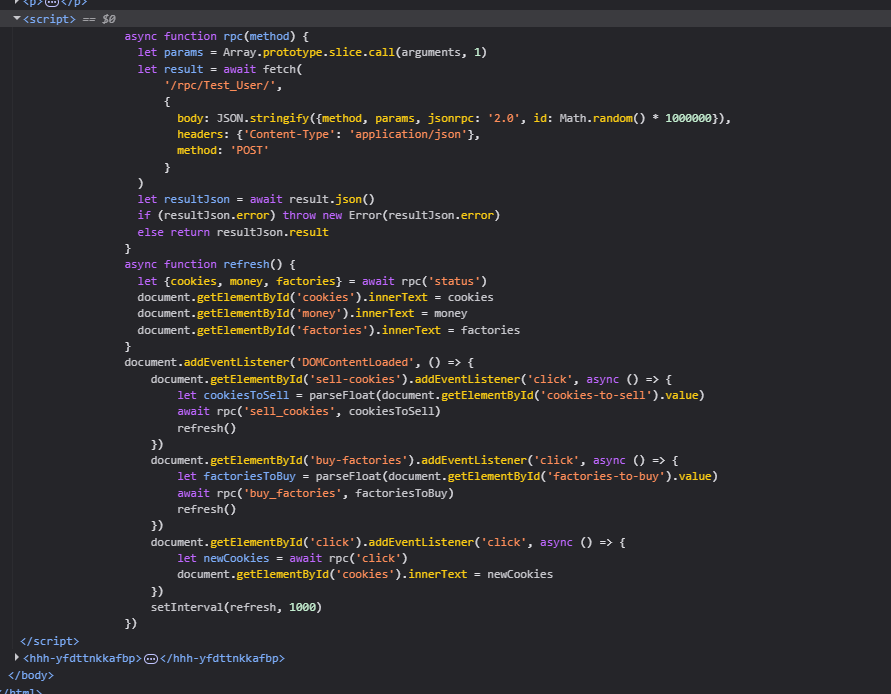 <p>…</p>
<script> == $0
async function rpc(method) {
let params = Array.prototype.slice.call(arguments, 1)
let result = await fetch(
'/rpc/Test_User/',
{
body: JSON.stringify({method, params, jsonrpc: '2.0', id: Math.random() * 1000000}),
headers: {'Content-Type': 'application/json'},
method: 'POST'
}
)
let resultJson = await result.json()
if (resultJson.error) throw new Error(resultJson.error)
else return resultJson.result
}
async function refresh() {
let {cookies, money, factories} = await rpc('status')
document.getElementById('cookies').innerText = cookies
document.getElementById('money').innerText = money
document.getElementById('factories').innerText = factories
}
document.addEventListener('DOMContentLoaded', () => {
document.getElementById('sell-cookies').addEventListener('click', async () => {
let cookiesToSell = parseFloat(document.getElementById('cookies-to-sell').value)
await rpc('sell_cookies', cookiesToSell)
refresh()
})
document.getElementById('buy-factories').addEventListener('click', async () => {
let factoriesToBuy = parseFloat(document.getElementById('factories-to-buy').value)
await rpc('buy_factories', factoriesToBuy)
refresh()
})
document.getElementById('click').addEventListener('click', async () => {
let newCookies = await rpc('click')
document.getElementById('cookies').innerText = newCookies
})
setInterval(refresh, 1000)
})
</script>
<hhh-yfdttnkkafbp>…</hhh-yfdttnkkafbp>
</body>
</html>